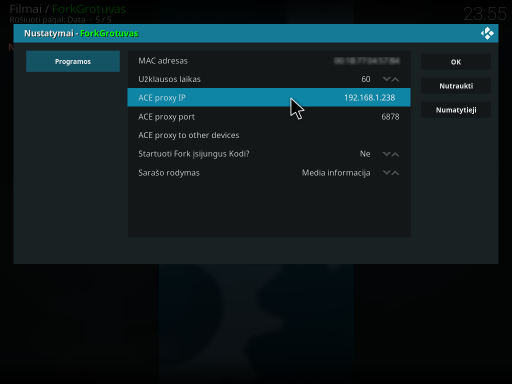 Filmai / ForkGrotuvas
Rūšiuoti pagal: Data · 5 / 5
23:55
Nustatymai - ForkGrotuvas
Programos
MAC adresas
Užklausos laikas 60
ACE proxy IP 192.168.1.238
ACE proxy port 6878
ACE proxy to other devices
Startuoti Fork įsijungus Kodi? Ne
Sarašo rodymas Media informacija
OK
Nutraukti
Numatytieji